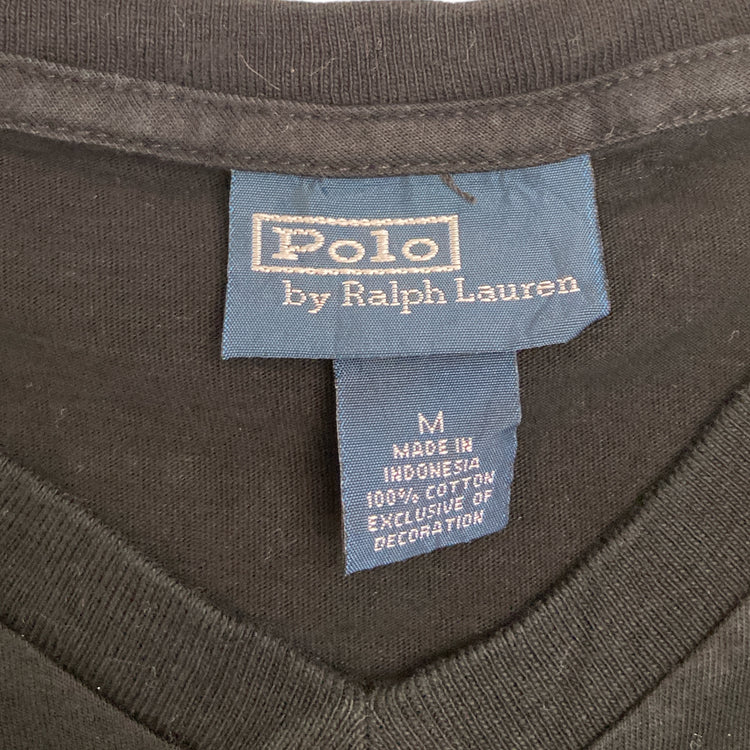 Polo
by Ralph Lauren
M
MADE IN
INDONESIA
100% COTTON
EXCLUSIVE OF
DECORATION